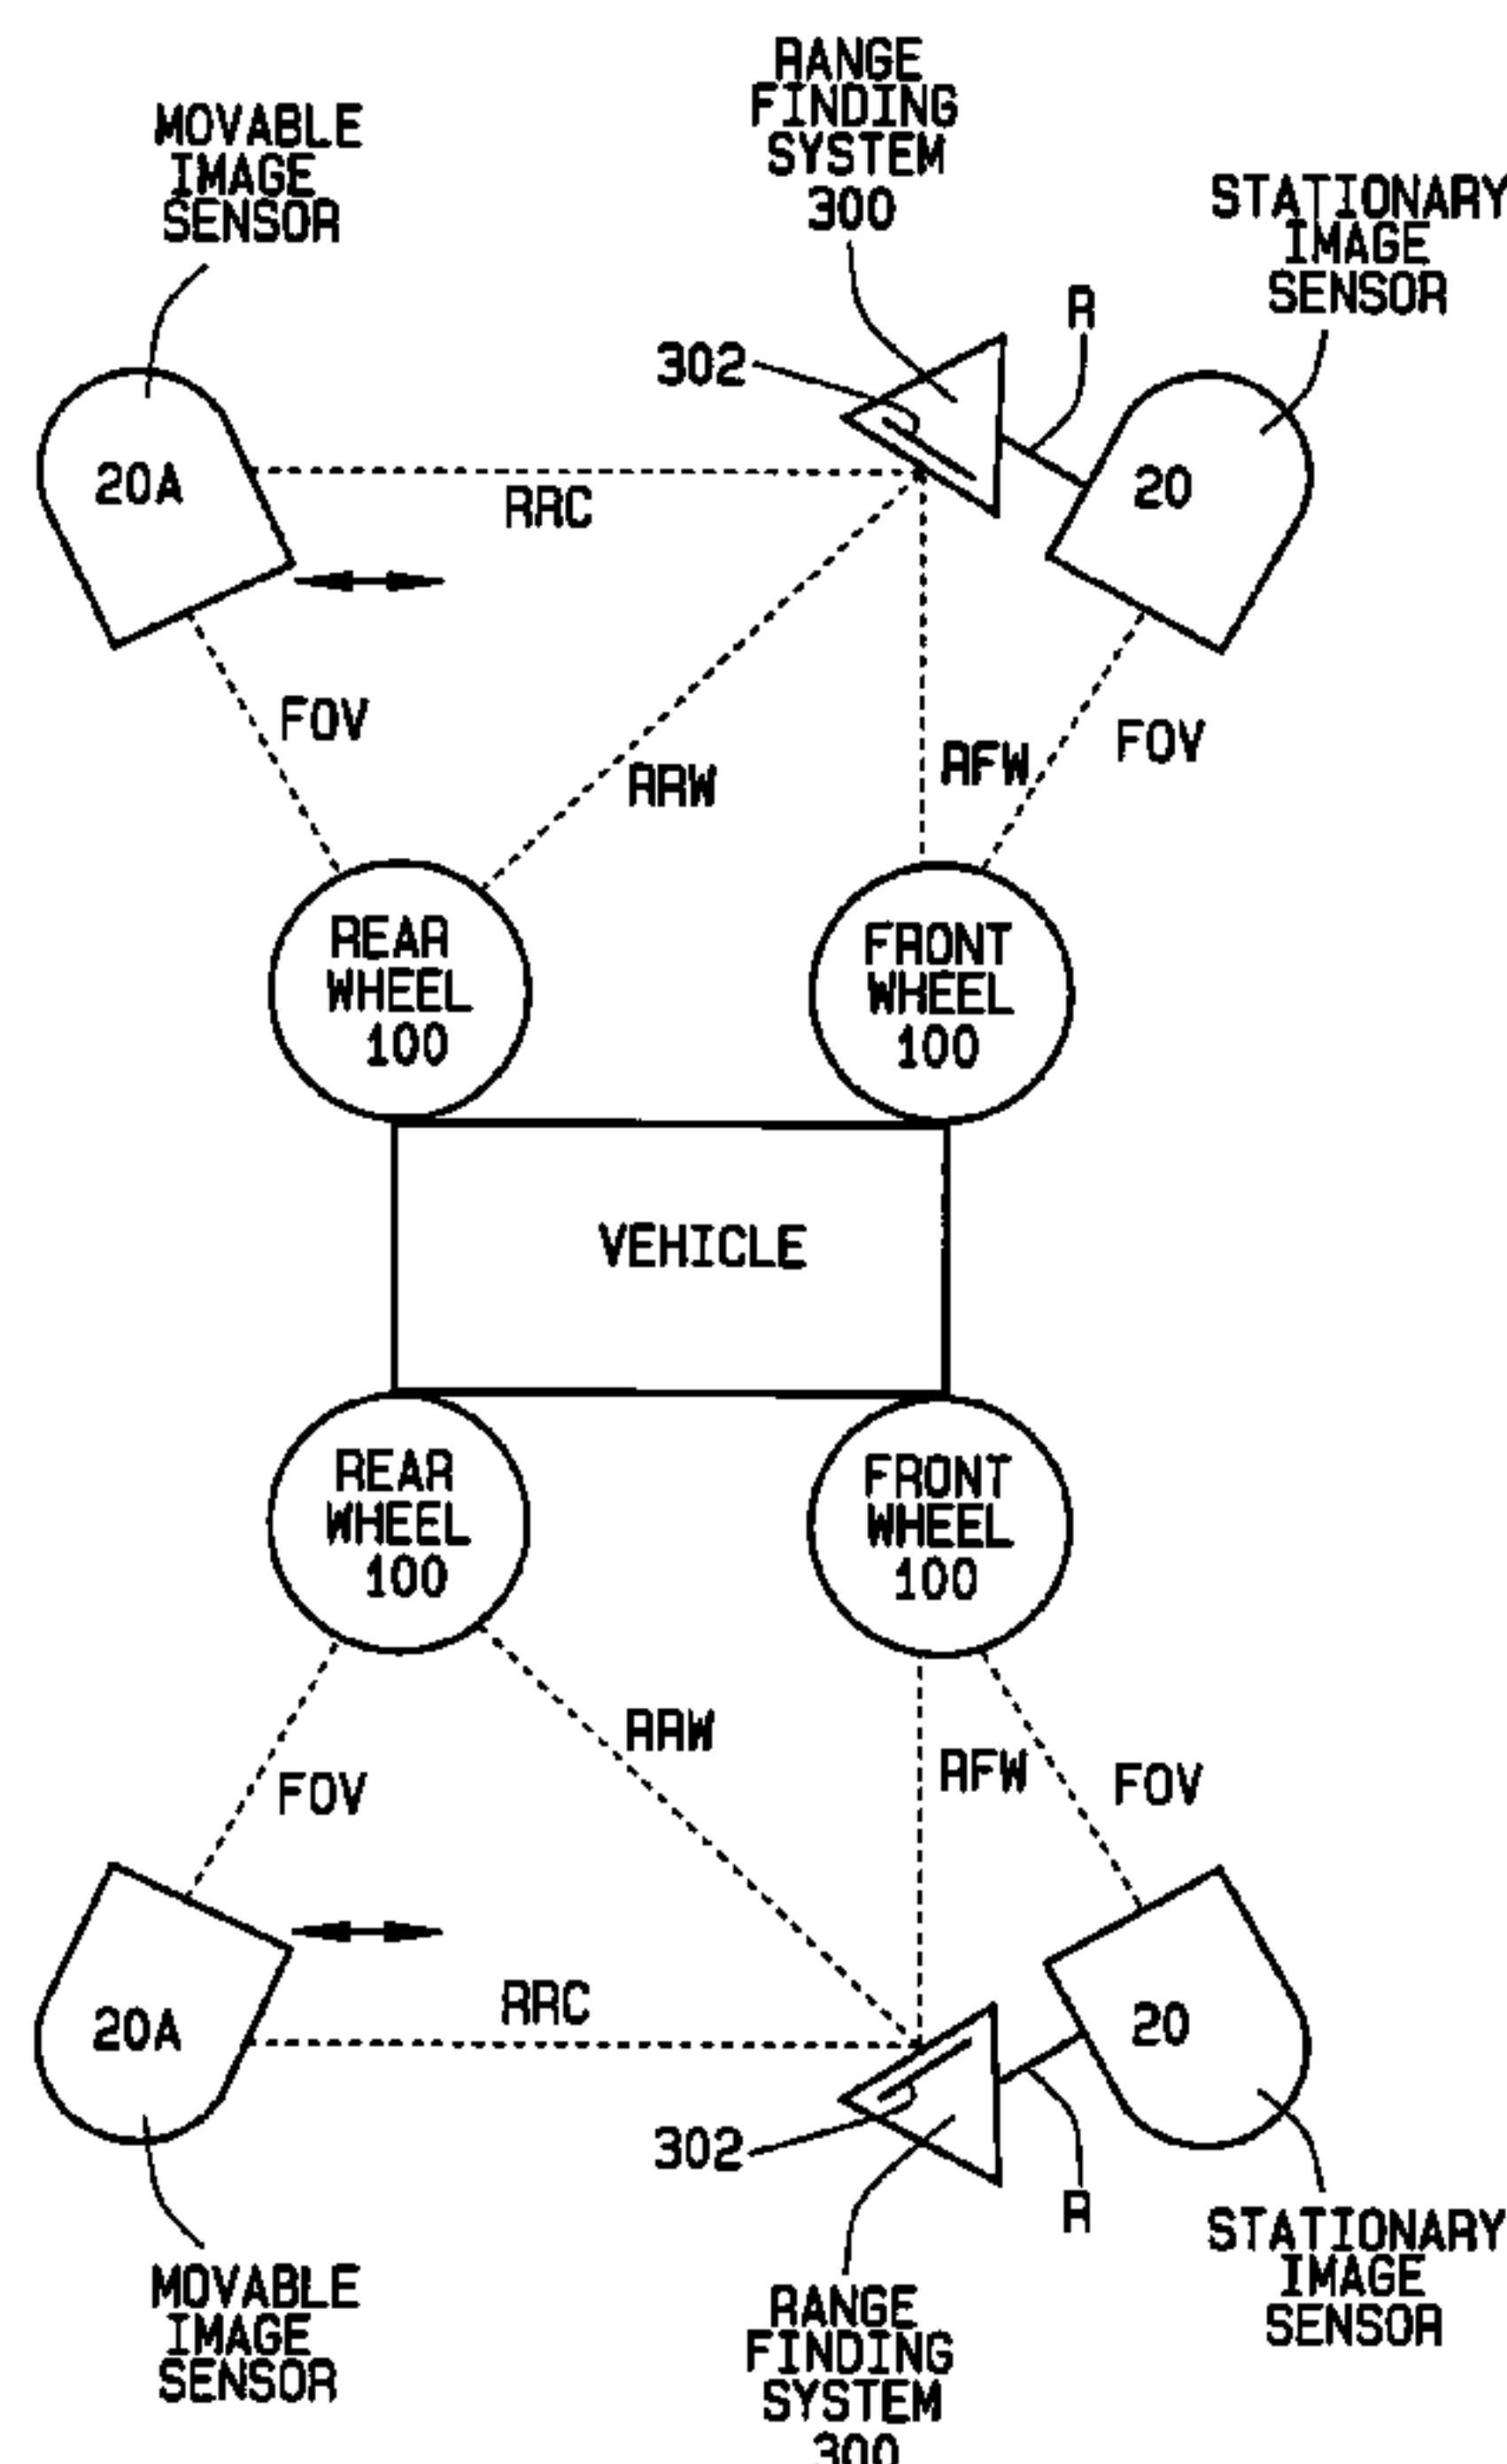 RANGE
FINDING
SYSTEM
300
MOVABLE
IMAGE
SENSOR
STATIONARY
IMAGE
SENSOR
R
302
20A
20
RRC
FOV
RRW
RFW
FOV
REAR
WHEEL
100
FRONT
WHEEL
100
VEHICLE
REAR
WHEEL
100
FRONT
WHEEL
100
FOV
RRW
RFW
FOV
RRC
20A
20
302
R
MOVABLE
IMAGE
SENSOR
RANGE
FINDING
SYSTEM
300
STATIONARY
IMAGE
SENSOR